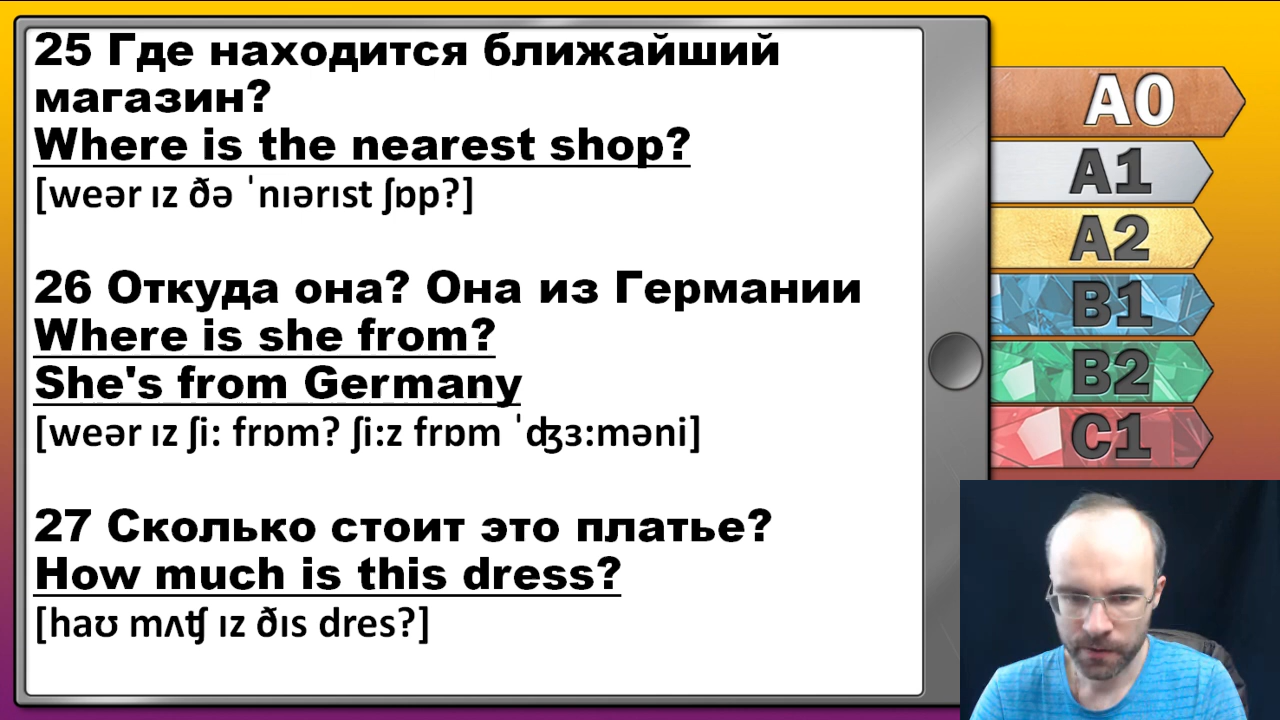 25 Где находится ближайший
магазин?
Where is the nearest shop?
[weər ɪz ðə ˈnɪərɪst ʃɒp?]
26 Откуда она? Она из Германии
Where is she from?
She's from Germany
[weər ɪz ʃi: frɒm? ʃi:z frɒm ˈʤɜ:məni]
27 Сколько стоит это платье?
How much is this dress?
[haʊ mʌʧ ɪz ðɪs dres?]
A0
A1
A2
B1
B2
C1